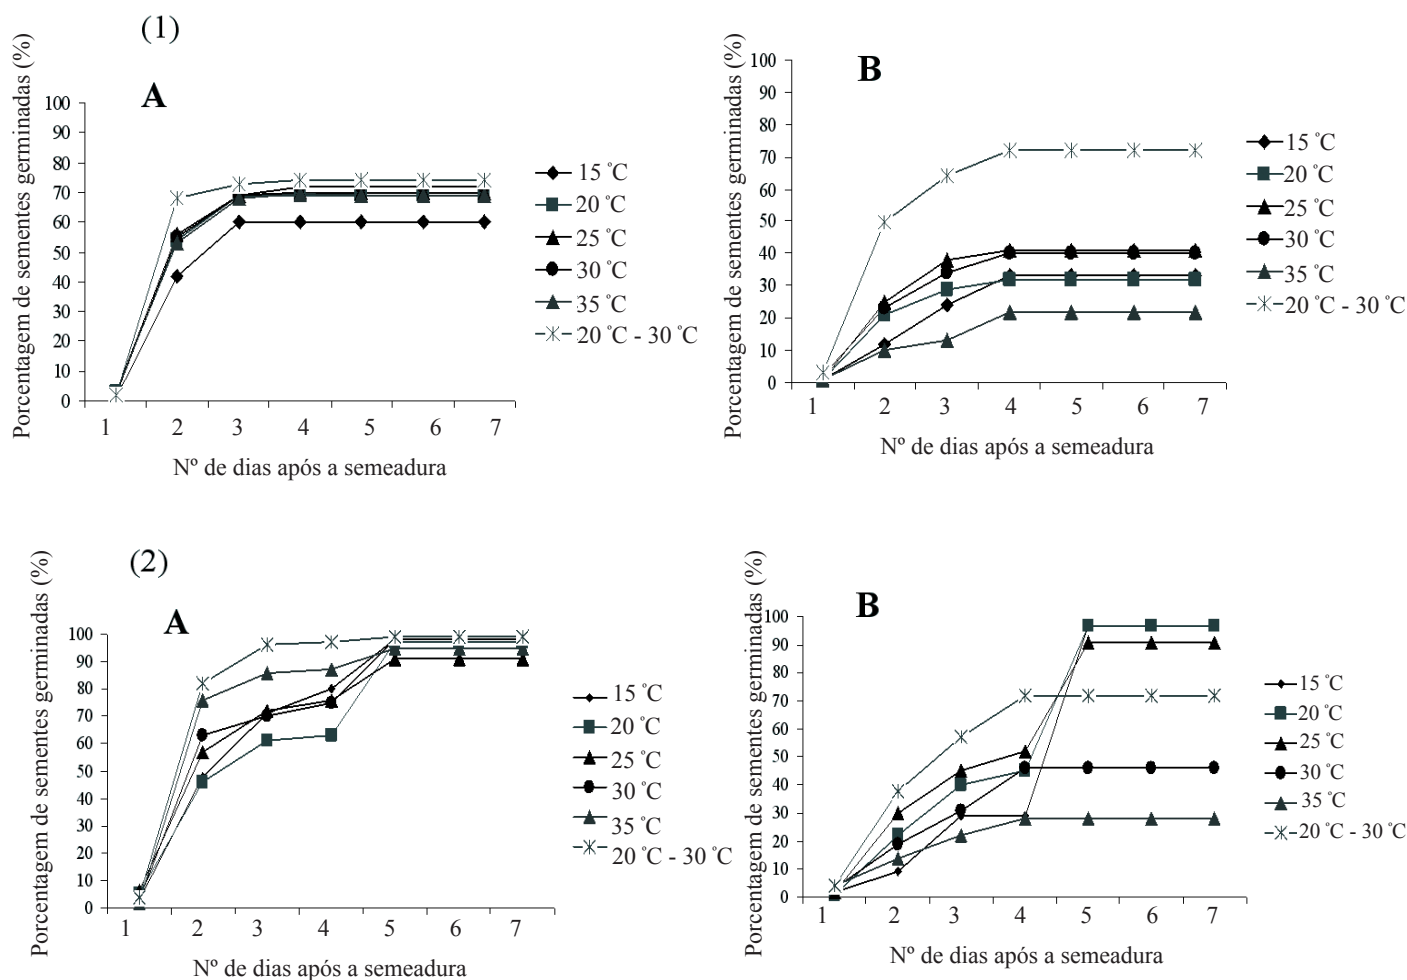 (1)
A
Porcentagem de sementes germinadas (%)
100
90
80
70
60
50
40
30
20
10
0
1 2 3 4 5 6 7
Nº de dias após a semeadura
15 °C
20 °C
25 °C
30 °C
35 °C
20 °C - 30 °C
B
Porcentagem de sementes germinadas (%)
100
90
80
70
60
50
40
30
20
10
0
1 2 3 4 5 6 7
Nº de dias após a semeadura
15 °C
20 °C
25 °C
30 °C
35 °C
20 °C - 30 °C
(2)
A
Porcentagem de sementes germinadas (%)
100
90
80
70
60
50
40
30
20
10
0
1 2 3 4 5 6 7
Nº de dias após a semeadura
15 °C
20 °C
25 °C
30 °C
35 °C
20 °C - 30 °C
B
Porcentagem de sementes germinadas (%)
100
90
80
70
60
50
40
30
20
10
0
1 2 3 4 5 6 7
Nº de dias após a semeadura
15 °C
20 °C
25 °C
30 °C
35 °C
20 °C - 30 °C